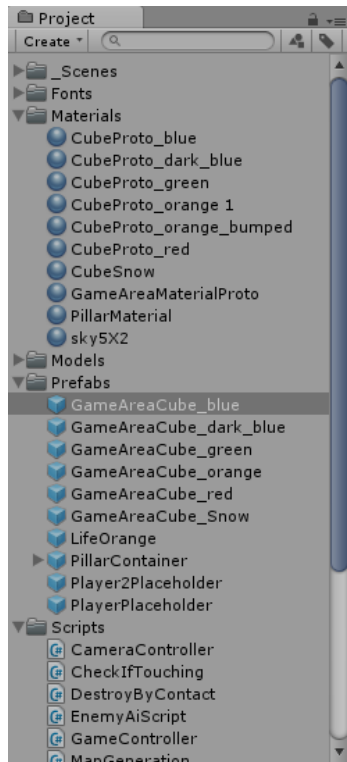 Project
Create
_Scenes
Fonts
Materials
CubeProto_blue
CubeProto_dark_blue
CubeProto_green
CubeProto_orange 1
CubeProto_orange_bumped
CubeProto_red
CubeSnow
GameAreaMaterialProto
PillarMaterial
sky5X2
Models
Prefabs
GameAreaCube_blue
GameAreaCube_dark_blue
GameAreaCube_green
GameAreaCube_orange
GameAreaCube_red
GameAreaCube_Snow
LifeOrange
PillarContainer
Player2Placeholder
PlayerPlaceholder
Scripts
CameraController
CheckIfTouching
DestroyByContact
EnemyAiScript
GameController
MapGeneration